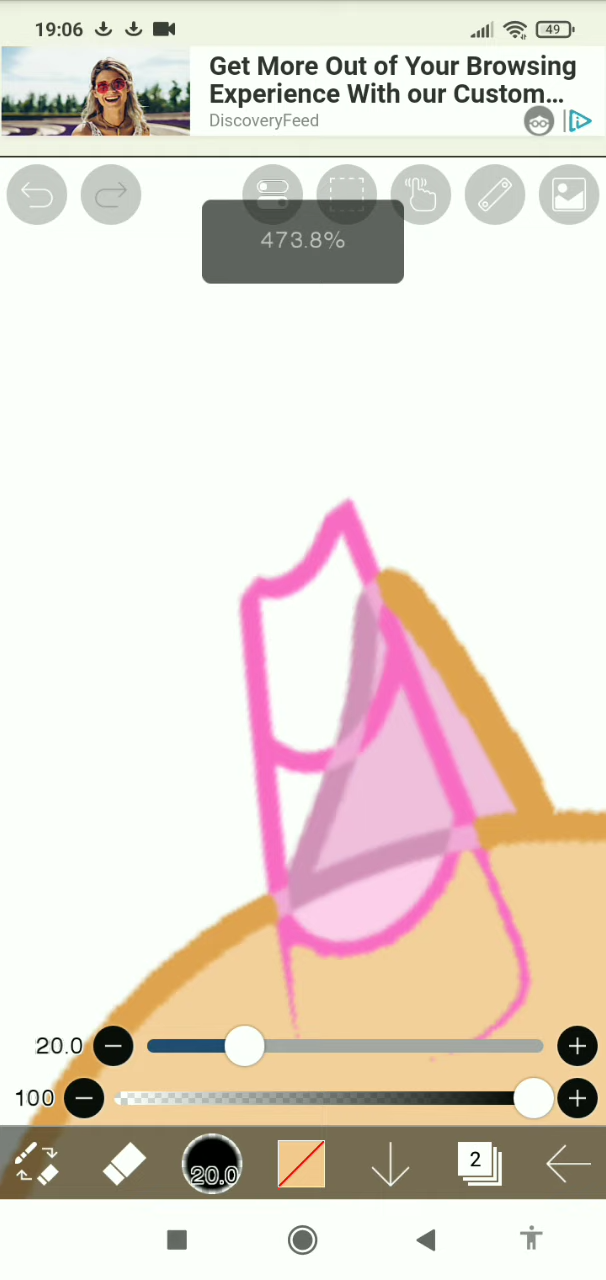 19:06
49
Get More Out of Your Browsing
Experience With our Custom...
DiscoveryFeed
473.8%
20.0
100
20.0
2